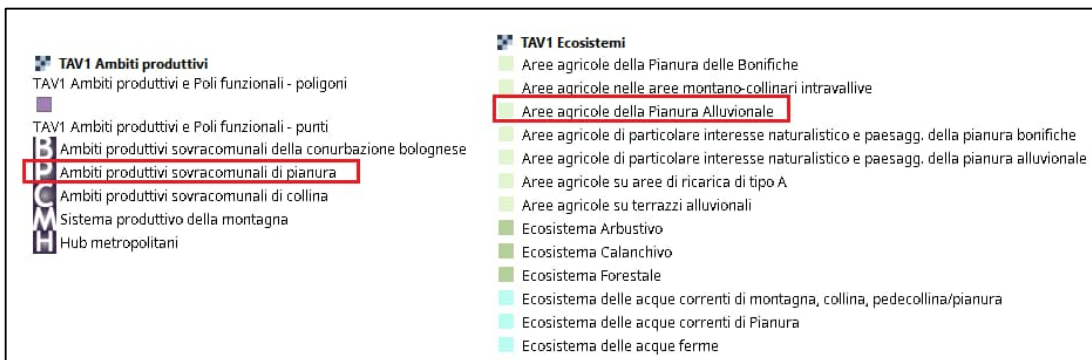 TAV1 Ambiti produttivi
TAV1 Ambiti produttivi e Poli funzionali - poligoni
TAV1 Ambiti produttivi e Poli funzionali - punti
B Ambiti produttivi sovracomunali della conurbazione bolognese
P Ambiti produttivi sovracomunali di pianura
C Ambiti produttivi sovracomunali di collina
M Sistema produttivo della montagna
H Hub metropolitani
TAV1 Ecosistemi
Aree agricole della Pianura delle Bonifiche
Aree agricole nelle aree montano-collinari intravallive
Aree agricole della Pianura Alluvionale
Aree agricole di particolare interesse naturalistico e paesagg. della pianura bonifiche
Aree agricole di particolare interesse naturalistico e paesagg. della pianura alluvionale
Aree agricole su aree di ricarica di tipo A
Aree agricole su terrazzi alluvionali
Ecosistema Arbustivo
Ecosistema Calanchivo
Ecosistema Forestale
Ecosistema delle acque correnti di montagna, collina, pedecollina/pianura
Ecosistema delle acque correnti di Pianura
Ecosistema delle acque ferme